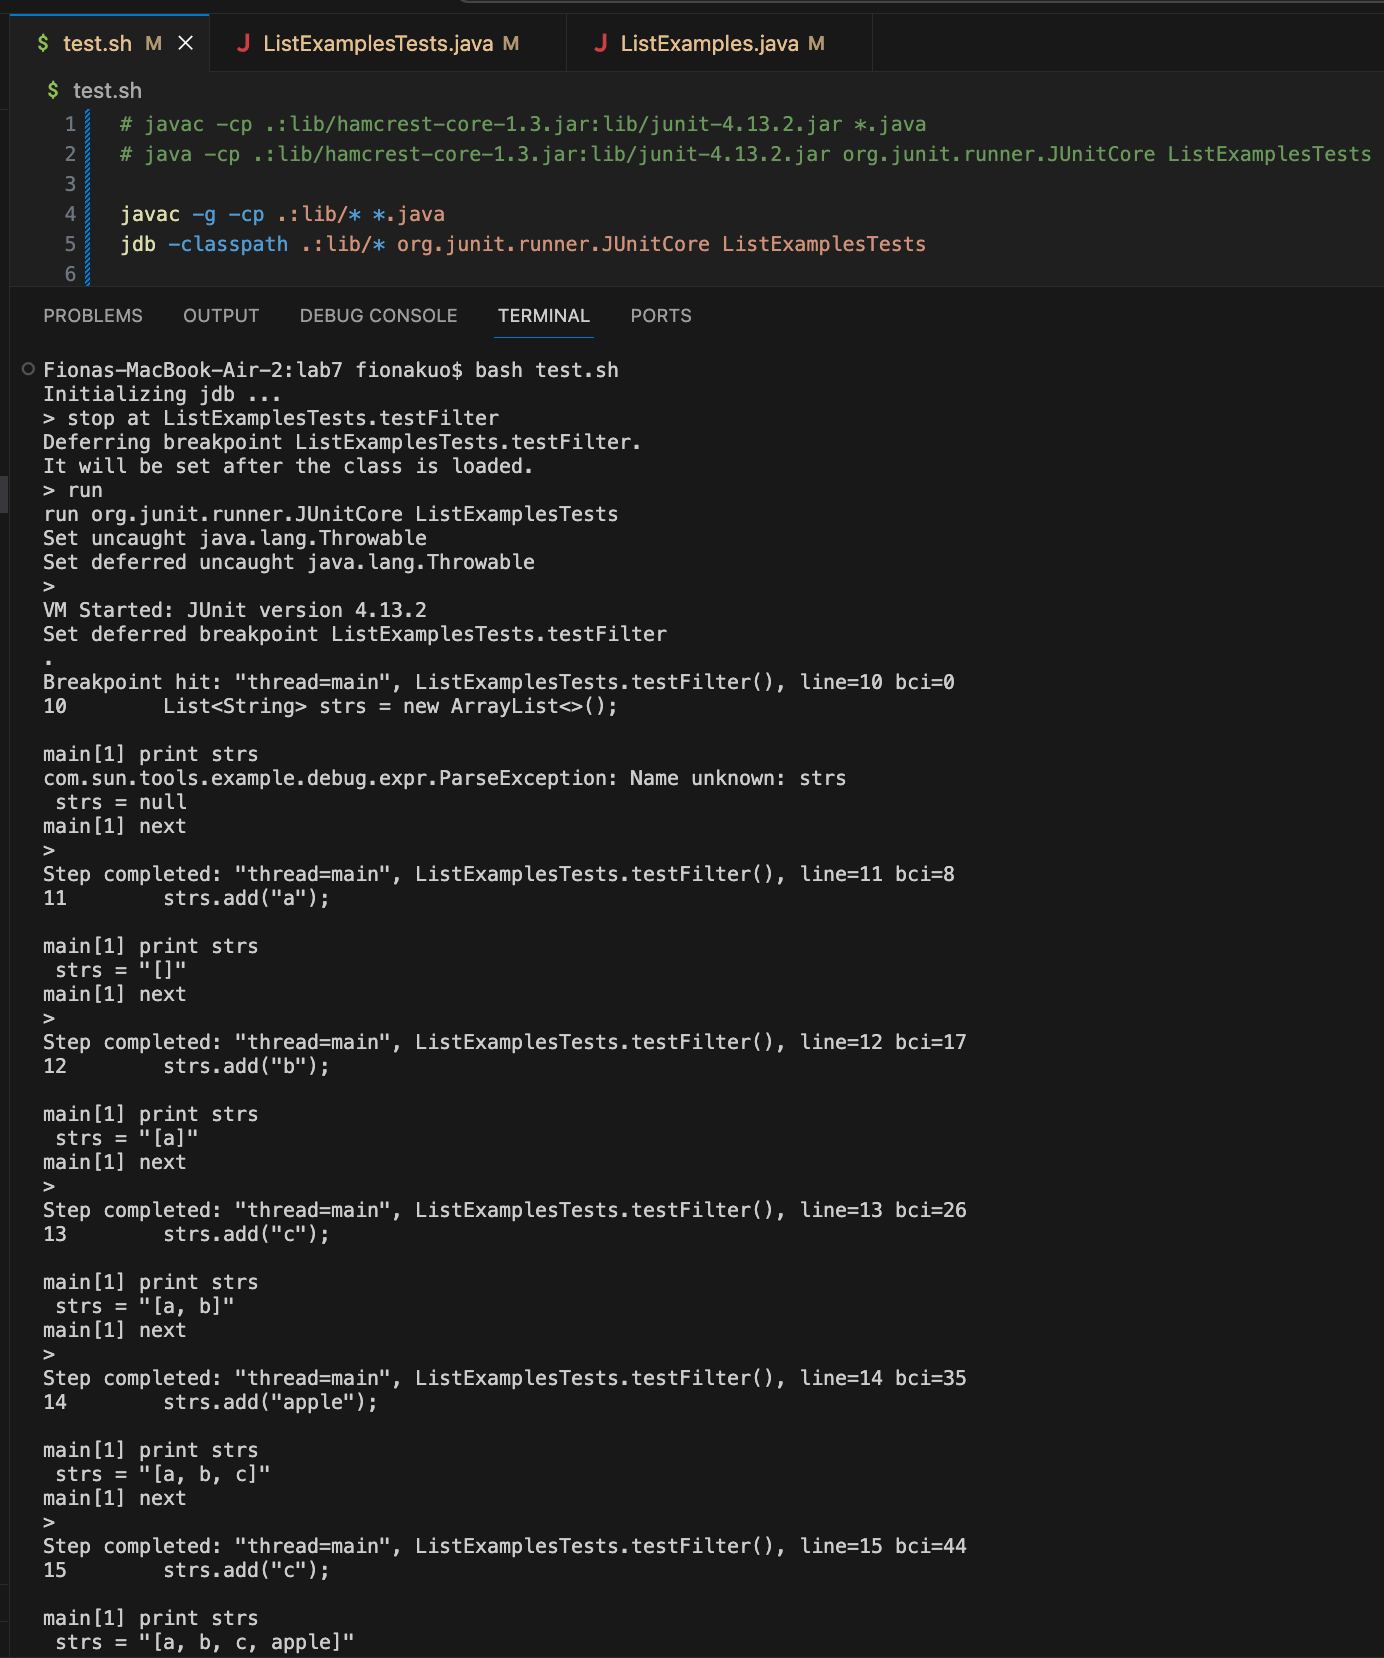 $ test.sh M × J ListExamplesTests.java M J ListExamples.java M
$ test.sh
1 # javac -cp .:lib/hamcrest-core-1.3.jar:lib/junit-4.13.2.jar *.java
2 # java -cp .:lib/hamcrest-core-1.3.jar:lib/junit-4.13.2.jar org.junit.runner.JUnitCore ListExamplesTests
3
4 javac -g -cp .:lib/* *.java
5 jdb -classpath .:lib/* org.junit.runner.JUnitCore ListExamplesTests
6
PROBLEMS OUTPUT DEBUG CONSOLE TERMINAL PORTS
Fionas-MacBook-Air-2:lab7 fionakuo$ bash test.sh
Initializing jdb ...
> stop at ListExamplesTests.testFilter
Deferring breakpoint ListExamplesTests.testFilter.
It will be set after the class is loaded.
> run
run org.junit.runner.JUnitCore ListExamplesTests
Set uncaught java.lang.Throwable
Set deferred uncaught java.lang.Throwable
>
VM Started: JUnit version 4.13.2
Set deferred breakpoint ListExamplesTests.testFilter
.
Breakpoint hit: "thread=main", ListExamplesTests.testFilter(), line=10 bci=0
10        List<String> strs = new ArrayList<>();
main[1] print strs
com.sun.tools.example.debug.expr.ParseException: Name unknown: strs
 strs = null
main[1] next
>
Step completed: "thread=main", ListExamplesTests.testFilter(), line=11 bci=8
11        strs.add("a");
main[1] print strs
 strs = "[]"
main[1] next
>
Step completed: "thread=main", ListExamplesTests.testFilter(), line=12 bci=17
12        strs.add("b");
main[1] print strs
 strs = "[a]"
main[1] next
>
Step completed: "thread=main", ListExamplesTests.testFilter(), line=13 bci=26
13        strs.add("c");
main[1] print strs
 strs = "[a, b]"
main[1] next
>
Step completed: "thread=main", ListExamplesTests.testFilter(), line=14 bci=35
14        strs.add("apple");
main[1] print strs
 strs = "[a, b, c]"
main[1] next
>
Step completed: "thread=main", ListExamplesTests.testFilter(), line=15 bci=44
15        strs.add("c");
main[1] print strs
 strs = "[a, b, c, apple]"